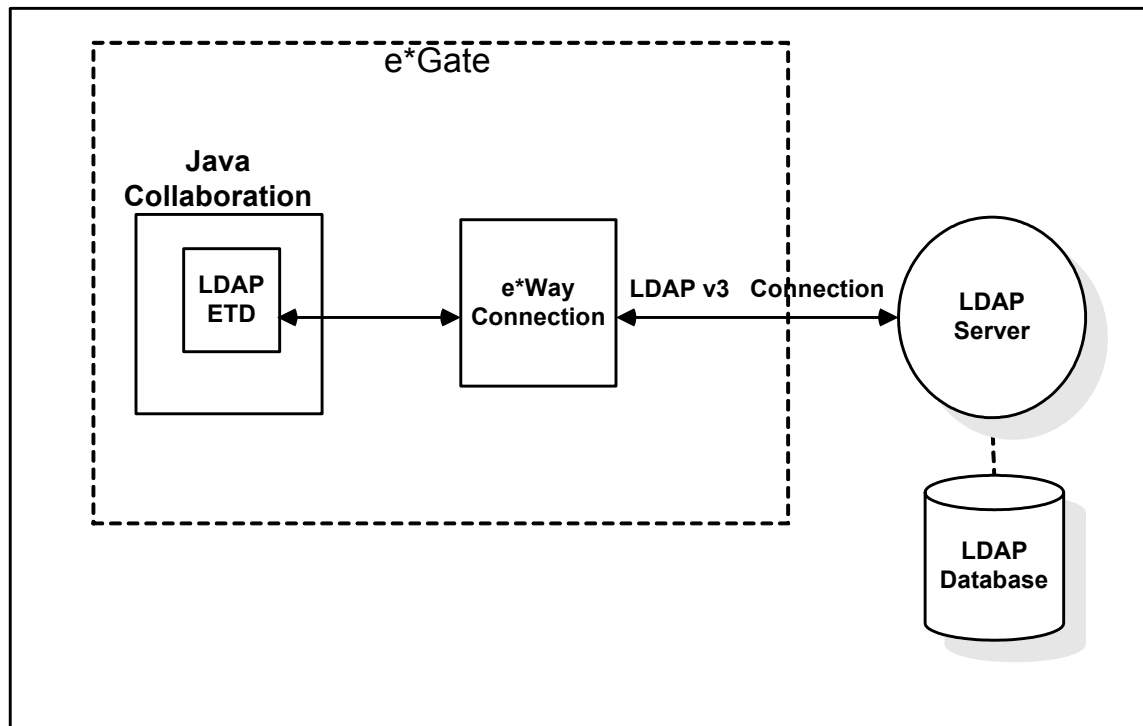 e*Gate
Java
Collaboration
LDAP
ETD
e*Way
Connection
LDAP v3 Connection
LDAP
Server
LDAP
Database